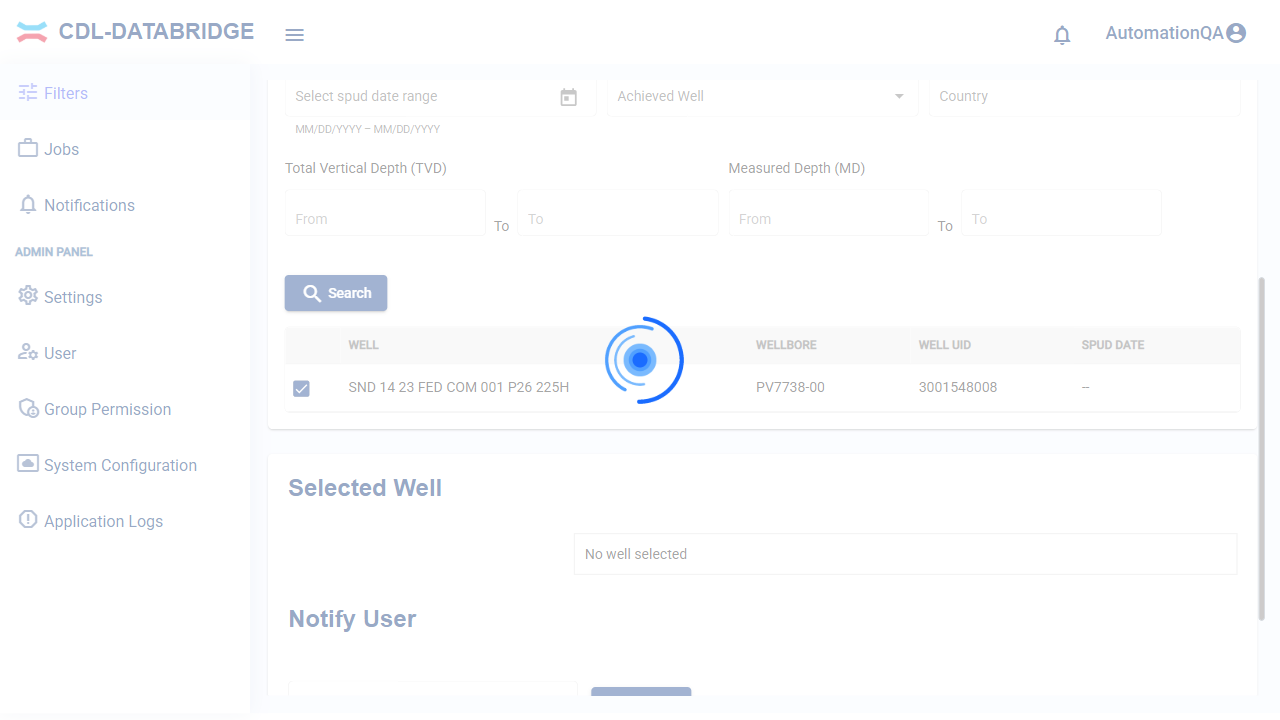 CDL-DATABRIDGE
AutomationQA
Filters
Jobs
Notifications
ADMIN PANEL
Settings
User
Group Permission
System Configuration
Application Logs
Select spud date range
Achieved Well
Country
MM/DD/YYYY – MM/DD/YYYY
Total Vertical Depth (TVD)
Measured Depth (MD)
From
To
To
From
To
To
Search
WELL
WELLBORE
WELL UID
SPUD DATE
SND 14 23 FED COM 001 P26 225H
PV7738-00
3001548008
--
Selected Well
No well selected
Notify User